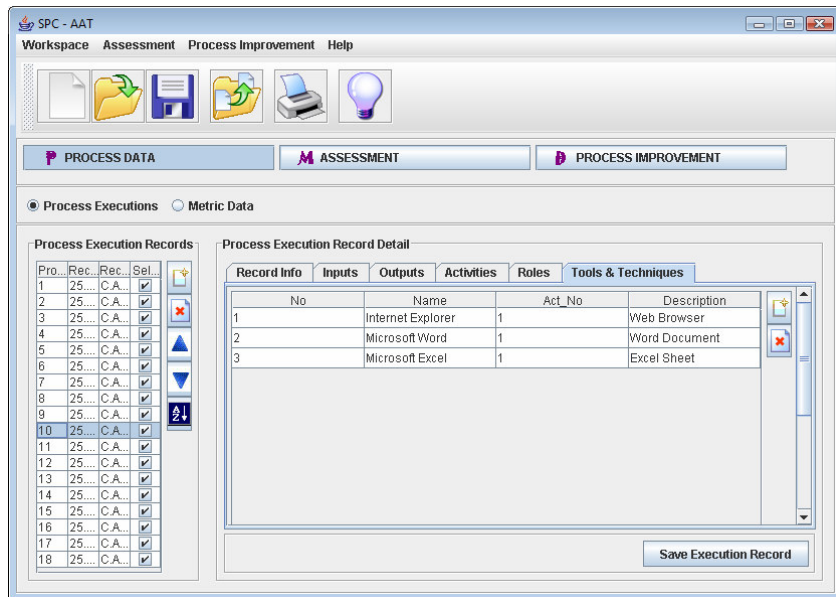 SPC - AAT
Workspace Assessment Process Improvement Help
P PROCESS DATA M ASSESSMENT D PROCESS IMPROVEMENT
Process Executions Metric Data
Process Execution Records Process Execution Record Detail
Record Info Inputs Outputs Activities Roles Tools & Techniques
Pro... Rec... Rec... Sel...
No Name Act_No Description
1 25.... C.A...
1 Internet Explorer 1 Web Browser
2 25.... C.A...
2 Microsoft Word 1 Word Document
3 25.... C.A...
3 Microsoft Excel 1 Excel Sheet
4 25.... C.A...
5 25.... C.A...
6 25.... C.A...
7 25.... C.A...
8 25.... C.A...
9 25.... C.A...
A Z
10 25.... C.A...
11 25.... C.A...
12 25.... C.A...
13 25.... C.A...
14 25.... C.A...
15 25.... C.A...
16 25.... C.A...
17 25.... C.A...
18 25.... C.A...
Save Execution Record